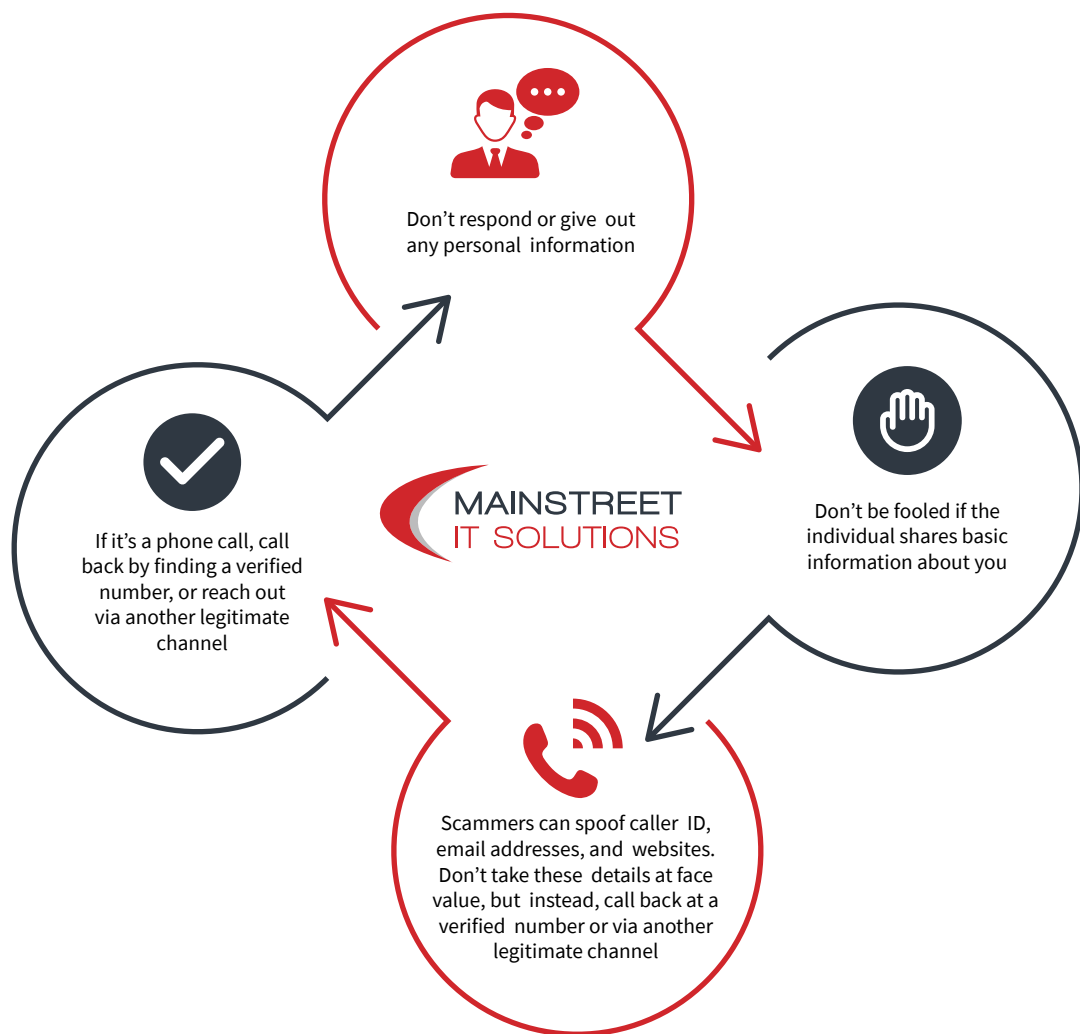 Don’t respond or give out
any personal information
Don’t be fooled if the
individual shares basic
information about you
Scammers can spoof caller ID,
email addresses, and websites.
Don’t take these details at face
value, but instead, call back at a
verified number or via another
legitimate channel
If it’s a phone call, call
back by finding a verified
number, or reach out
via another legitimate
channel
MAINSTREET
IT SOLUTIONS